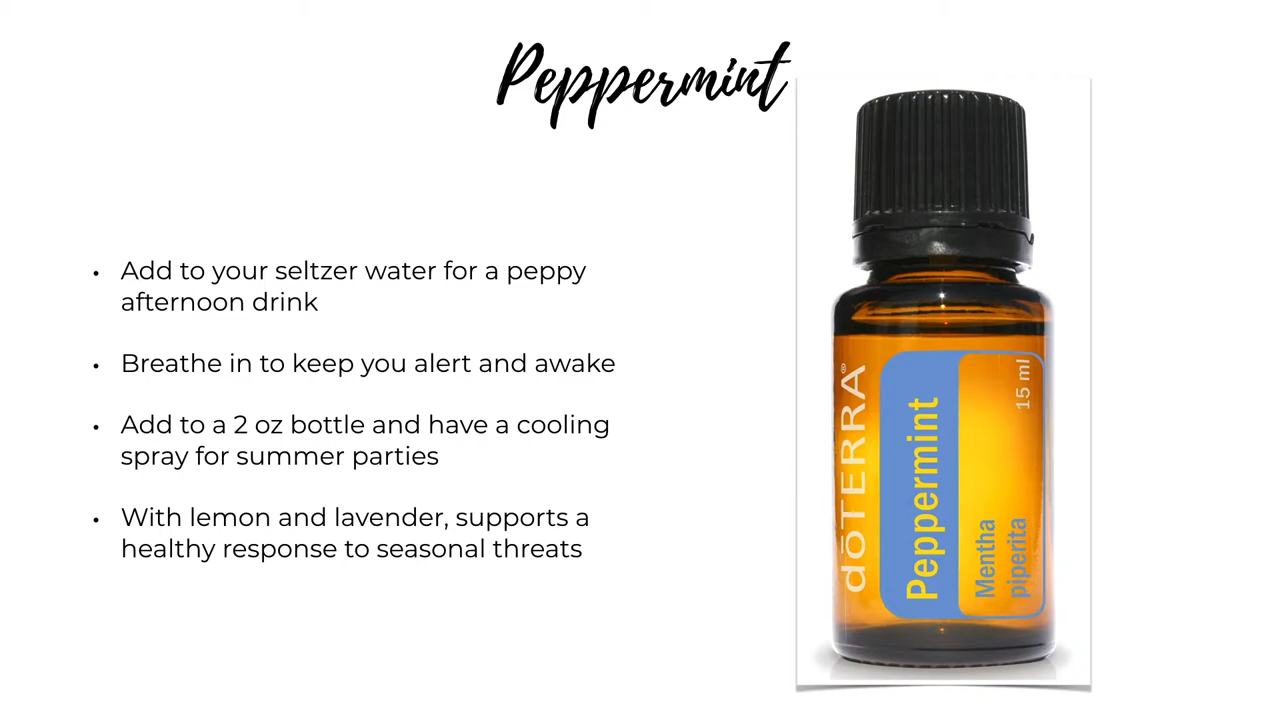 Peppermint
• Add to your seltzer water for a peppy
afternoon drink
• Breathe in to keep you alert and awake
• Add to a 2 oz bottle and have a cooling
spray for summer parties
• With lemon and lavender, supports a
healthy response to seasonal threats
dōTERRA®
Peppermint
Mentha
piperita
15 ml